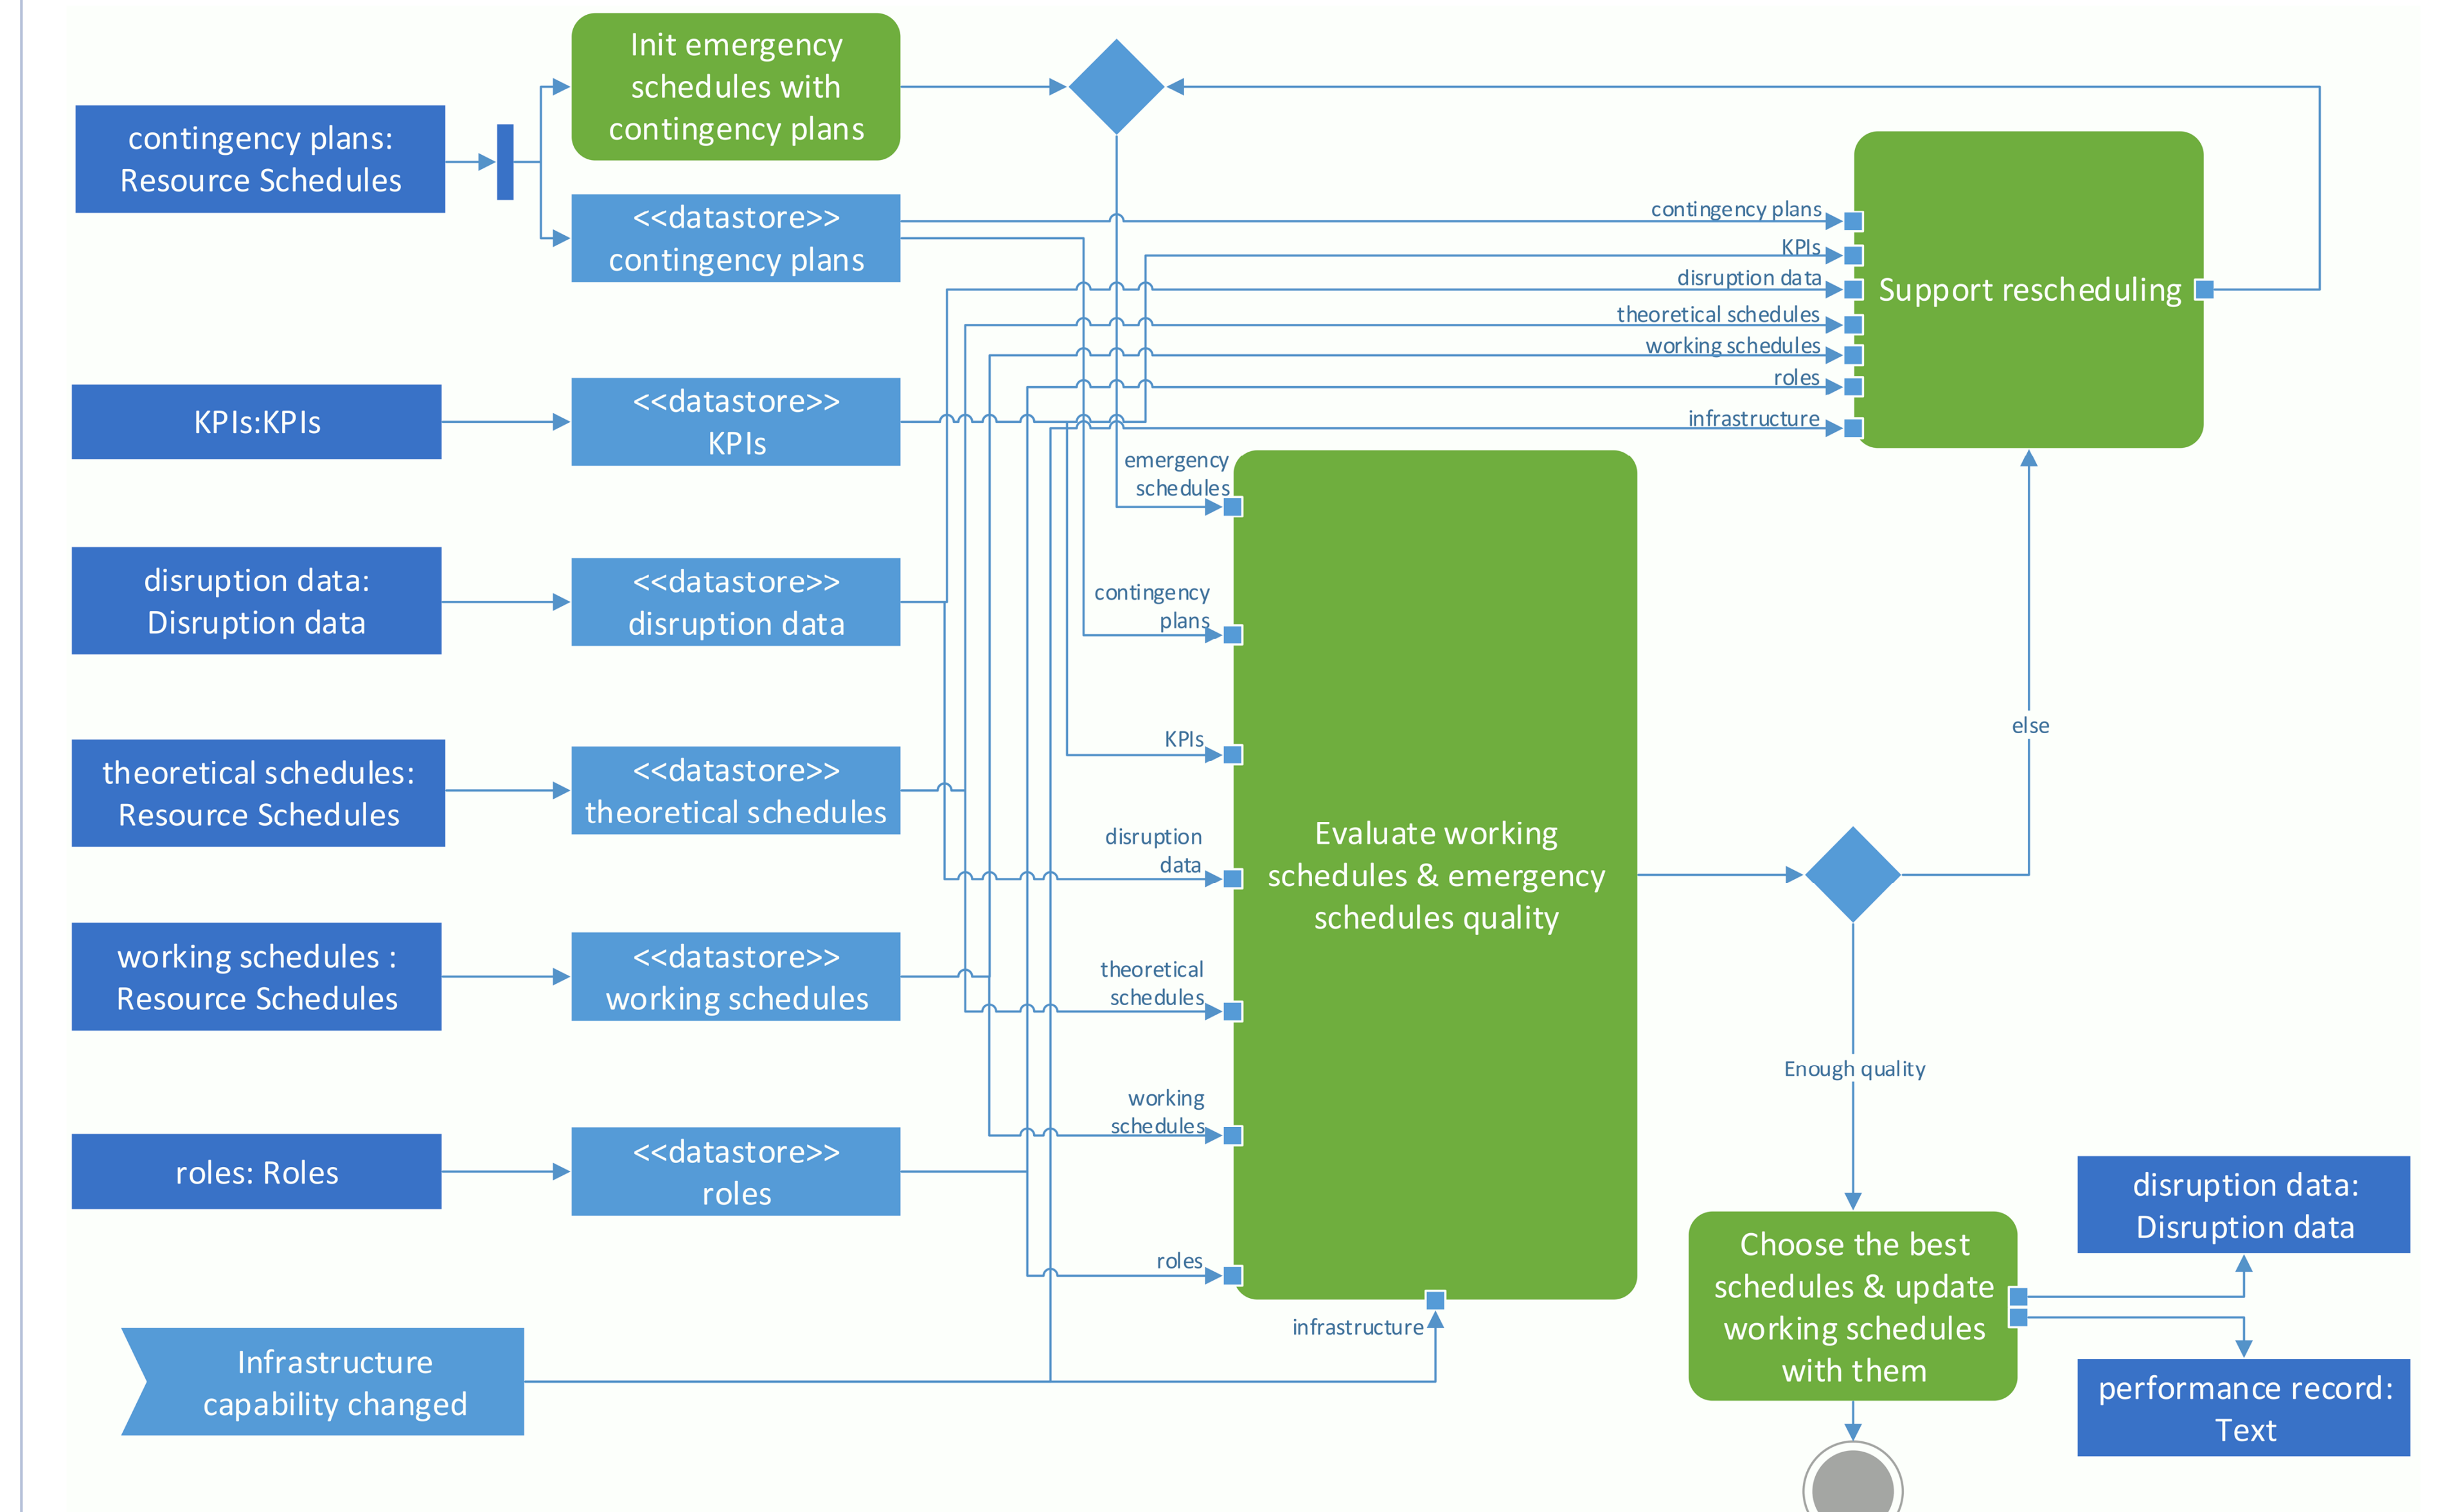 Init emergency
schedules with
contingency plans
contingency plans:
Resource Schedules
<<datastore>>
contingency plans
contingency plans
KPIs
disruption data
theoretical schedules
working schedules
roles
infrastructure
Support rescheduling
KPIs:KPIs
<<datastore>>
KPIs
emergency
schedules
disruption data:
Disruption data
<<datastore>>
disruption data
contingency
plans
KPIs
theoretical schedules:
Resource Schedules
<<datastore>>
theoretical schedules
disruption
data
Evaluate working
schedules & emergency
schedules quality
else
working schedules :
Resource Schedules
<<datastore>>
working schedules
theoretical
schedules
working
schedules
Enough quality
roles: Roles
<<datastore>>
roles
roles
infrastructure
Infrastructure
capability changed
Choose the best
schedules & update
working schedules
with them
disruption data:
Disruption data
performance record:
Text